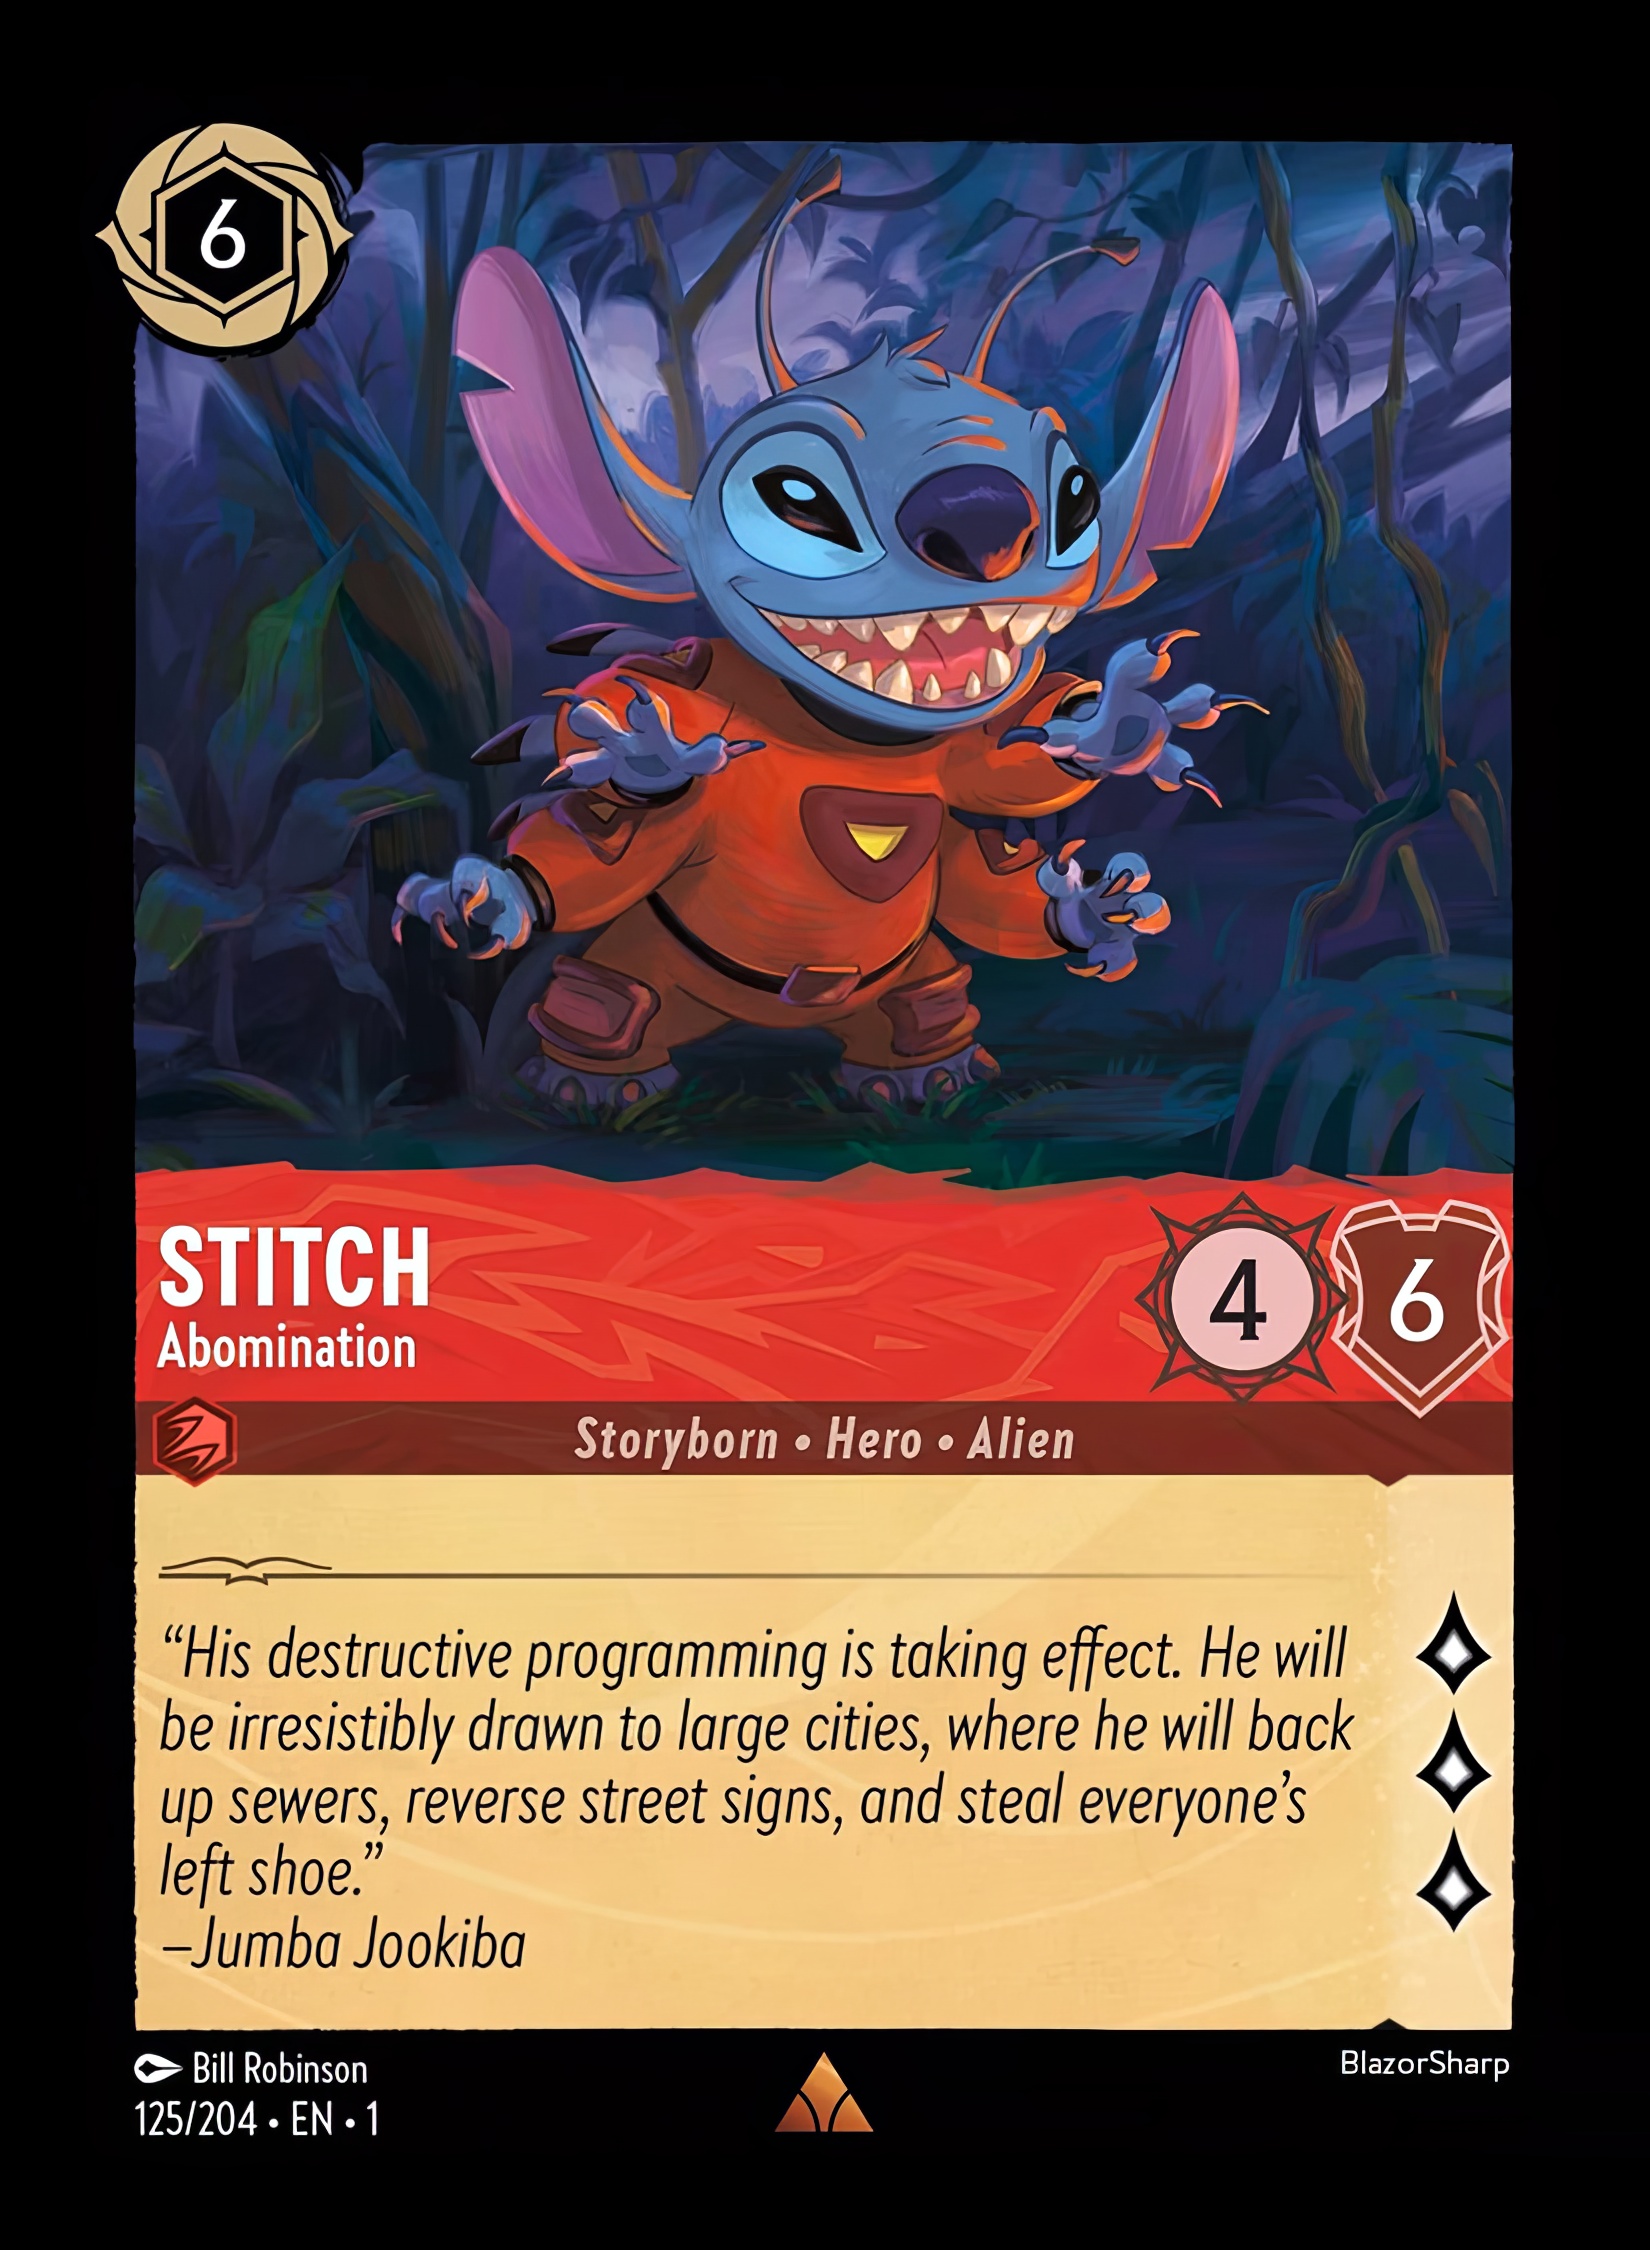 6
STITCH
Abomination
4
6
Storyborn • Hero • Alien
“His destructive programming is taking effect. He will
be irresistibly drawn to large cities, where he will back
up sewers, reverse street signs, and steal everyone’s
left shoe.”
–Jumba Jookiba
Bill Robinson
BlazorSharp
125/204 • EN • 1